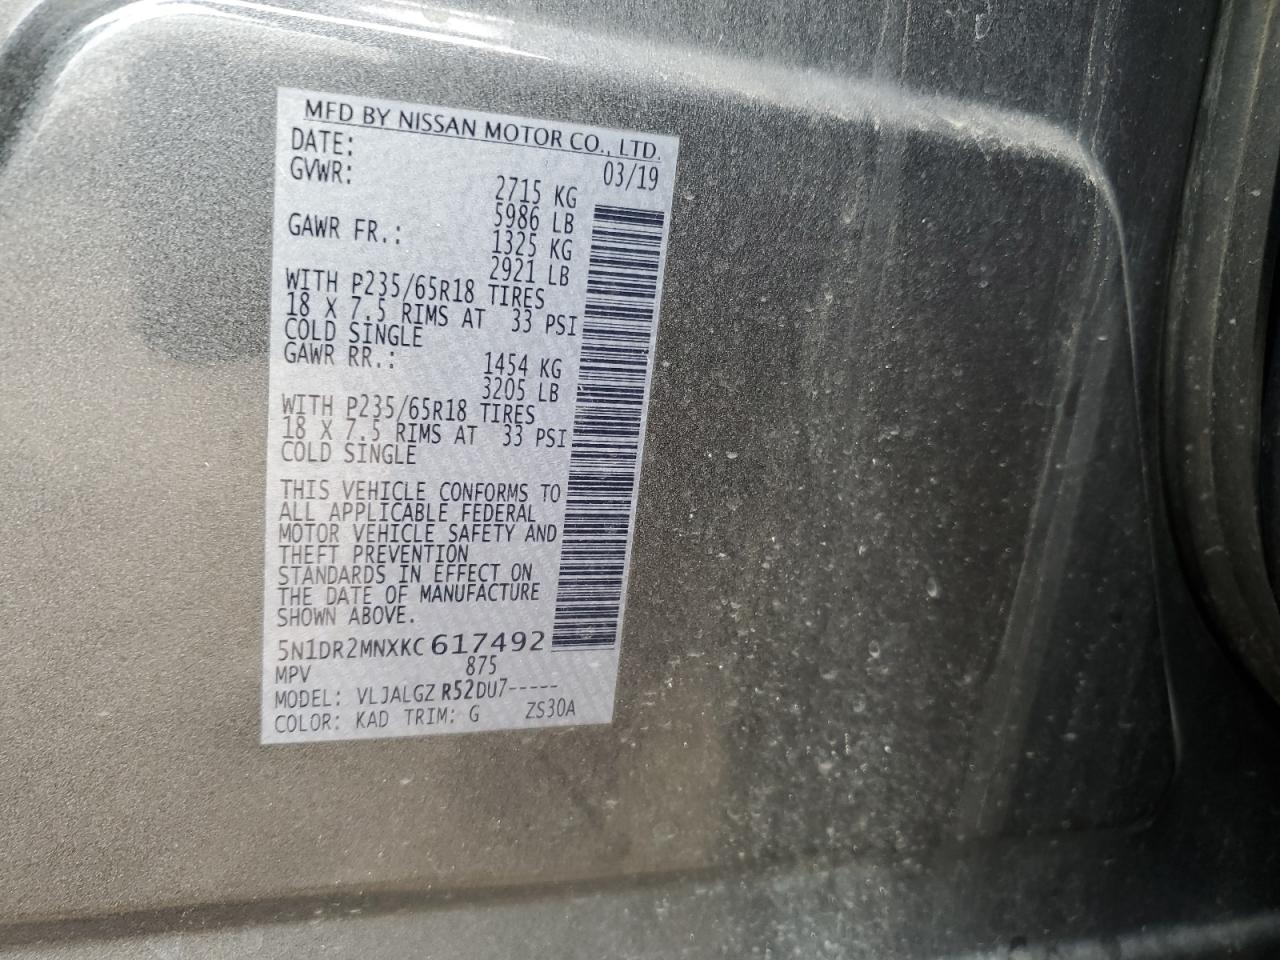 MFD BY NISSAN MOTOR CO., LTD.
DATE: 03/19
GVWR: 2715 KG
5986 LB
GAWR FR.: 1325 KG
2921 LB
WITH P235/65R18 TIRES
18 X 7.5 RIMS AT 33 PSI
COLD SINGLE
GAWR RR.: 1454 KG
3205 LB
WITH P235/65R18 TIRES
18 X 7.5 RIMS AT 33 PSI
COLD SINGLE
THIS VEHICLE CONFORMS TO
ALL APPLICABLE FEDERAL
MOTOR VEHICLE SAFETY AND
THEFT PREVENTION
STANDARDS IN EFFECT ON
THE DATE OF MANUFACTURE
SHOWN ABOVE.
5N1DR2MNXKC617492
MPV 875
MODEL: VLJALGZ R52DU7-----
COLOR: KAD TRIM: G ZS30A